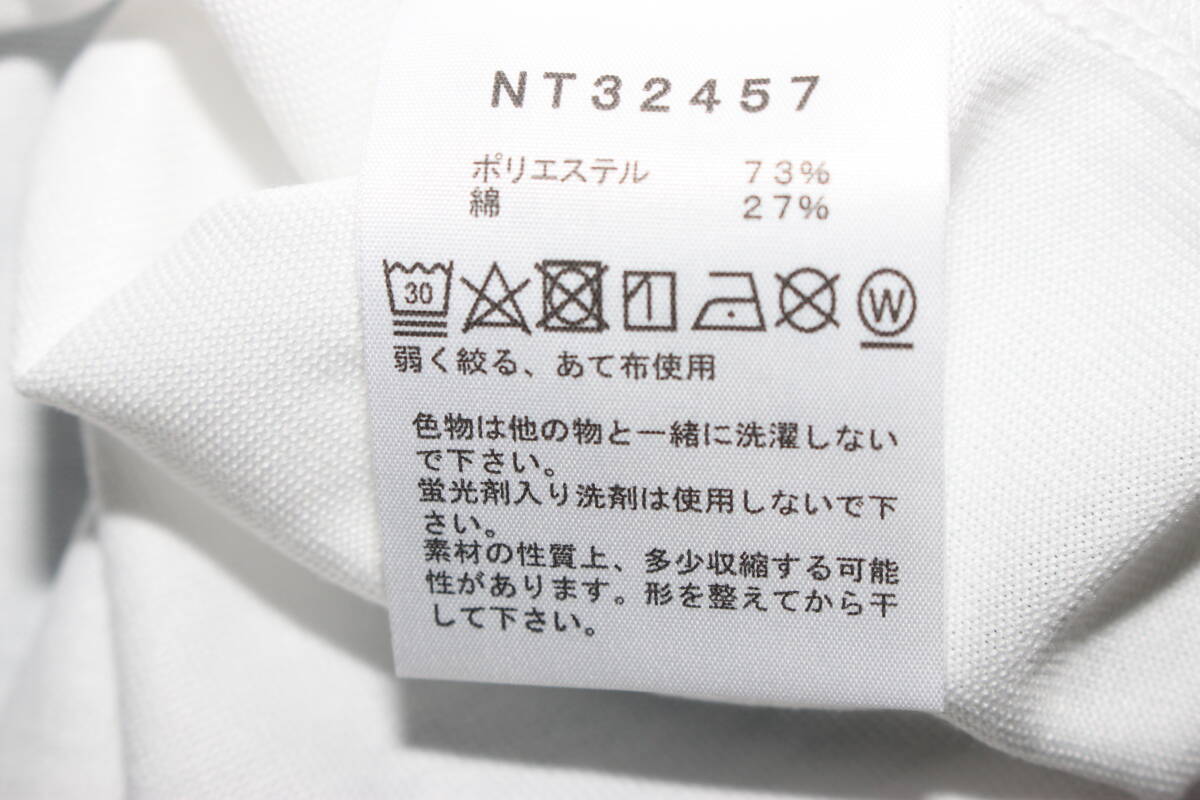 NT32457
ポリエステル 73%
綿 27%
30 W
弱く絞る、あて布使用
色物は他の物と一緒に洗濯しない
で下さい。
蛍光剤入り洗剤は使用しないで下
さい。
素材の性質上、多少収縮する可能
性があります。形を整えてから干
して下さい。